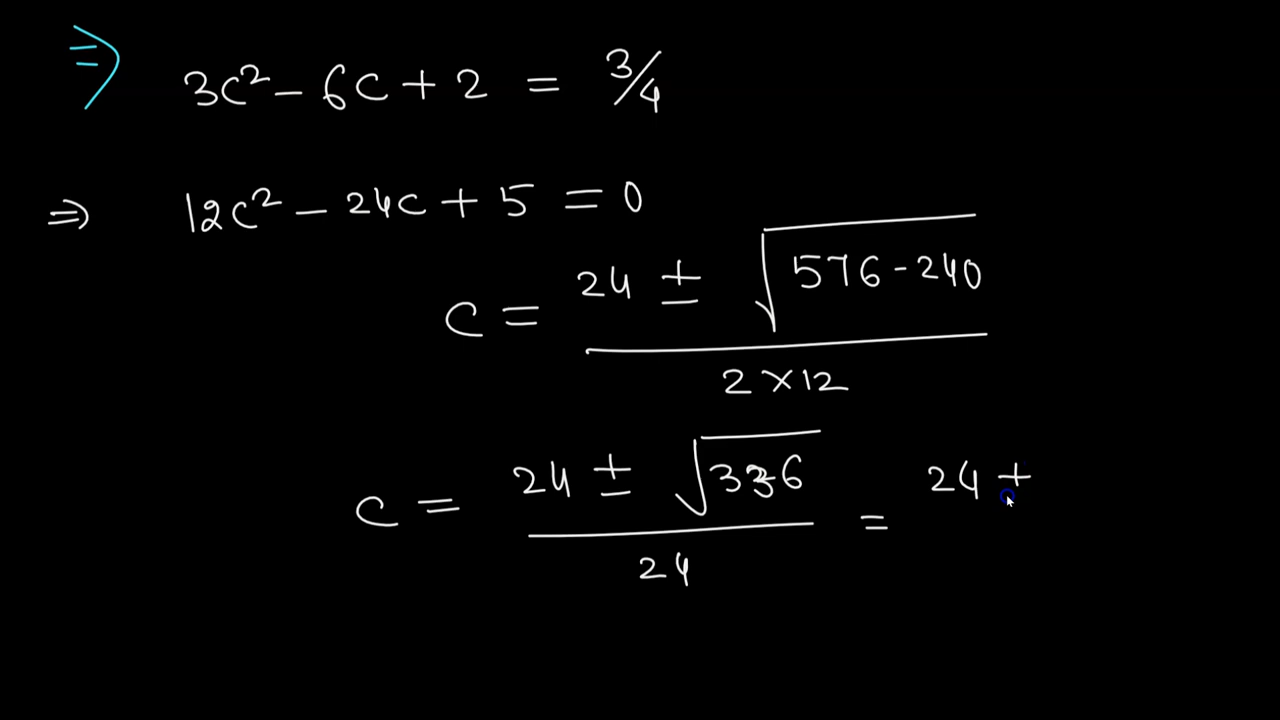 ⇒ 3c² − 6c + 2 = 3/4
⇒ 12c² − 24c + 5 = 0
c = (24 ± √(576 - 240)) / (2 × 12)
c = (24 ± √336) / 24 = 24 +